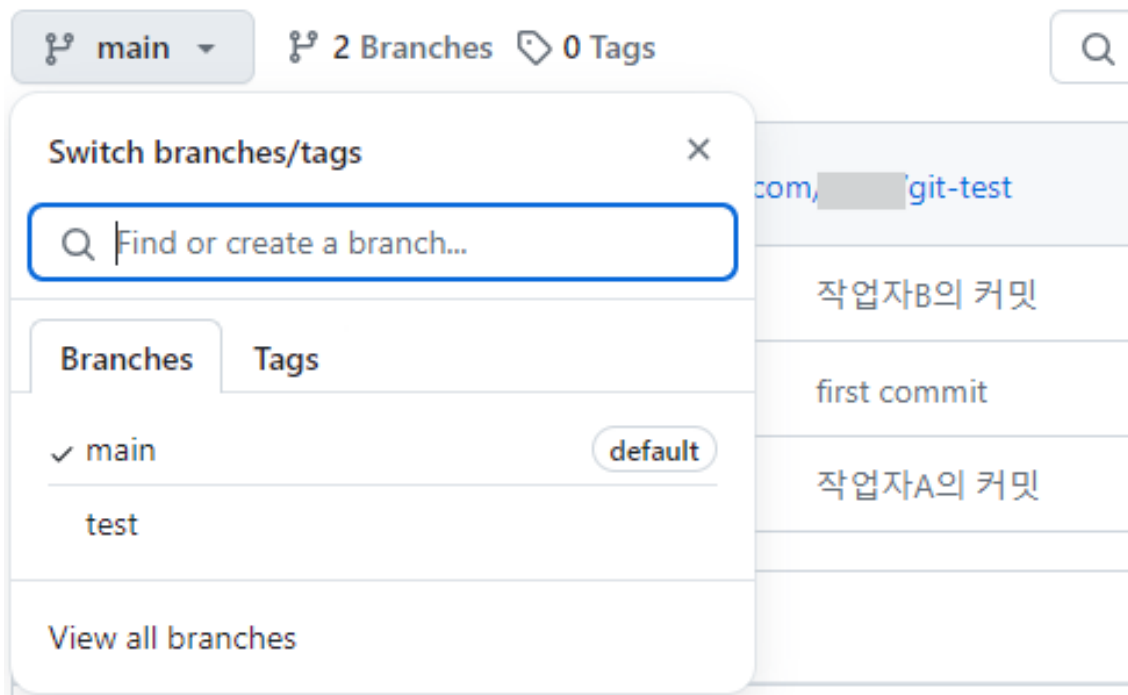 main 2 Branches 0 Tags
Switch branches/tags
Find or create a branch...
Branches Tags
main default
test
View all branches
com/ /git-test
작업자B의 커밋
first commit
작업자A의 커밋